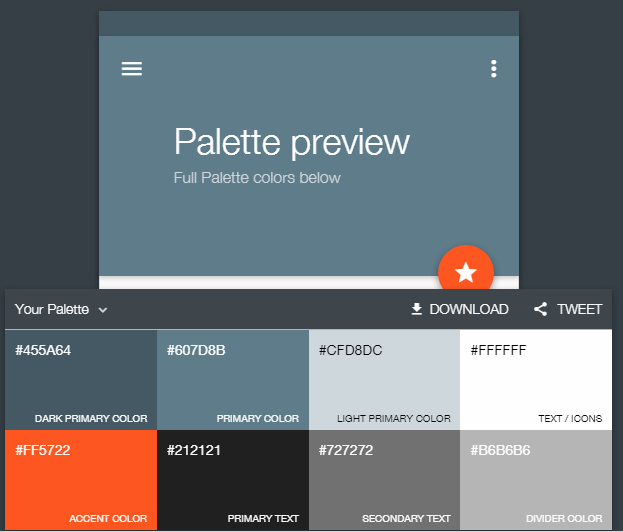 Palette preview
Full Palette colors below
Your Palette DOWNLOAD TWEET
#455A64 #607D8B #CFD8DC #FFFFFF
DARK PRIMARY COLOR PRIMARY COLOR LIGHT PRIMARY COLOR TEXT / ICONS
#FF5722 #212121 #727272 #B6B6B6
ACCENT COLOR PRIMARY TEXT SECONDARY TEXT DIVIDER COLOR